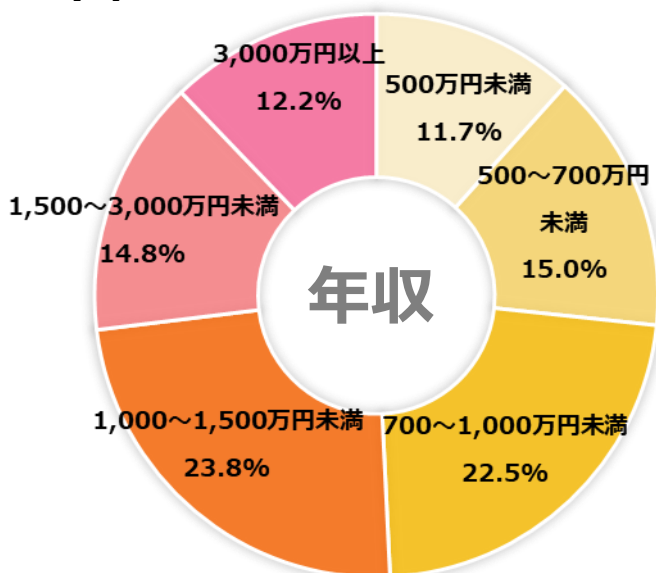 3,000万円以上
12.2%
500万円未満
11.7%
500～700万円
未満
15.0%
1,500～3,000万円未満
14.8%
年収
1,000～1,500万円未満
23.8%
700～1,000万円未満
22.5%